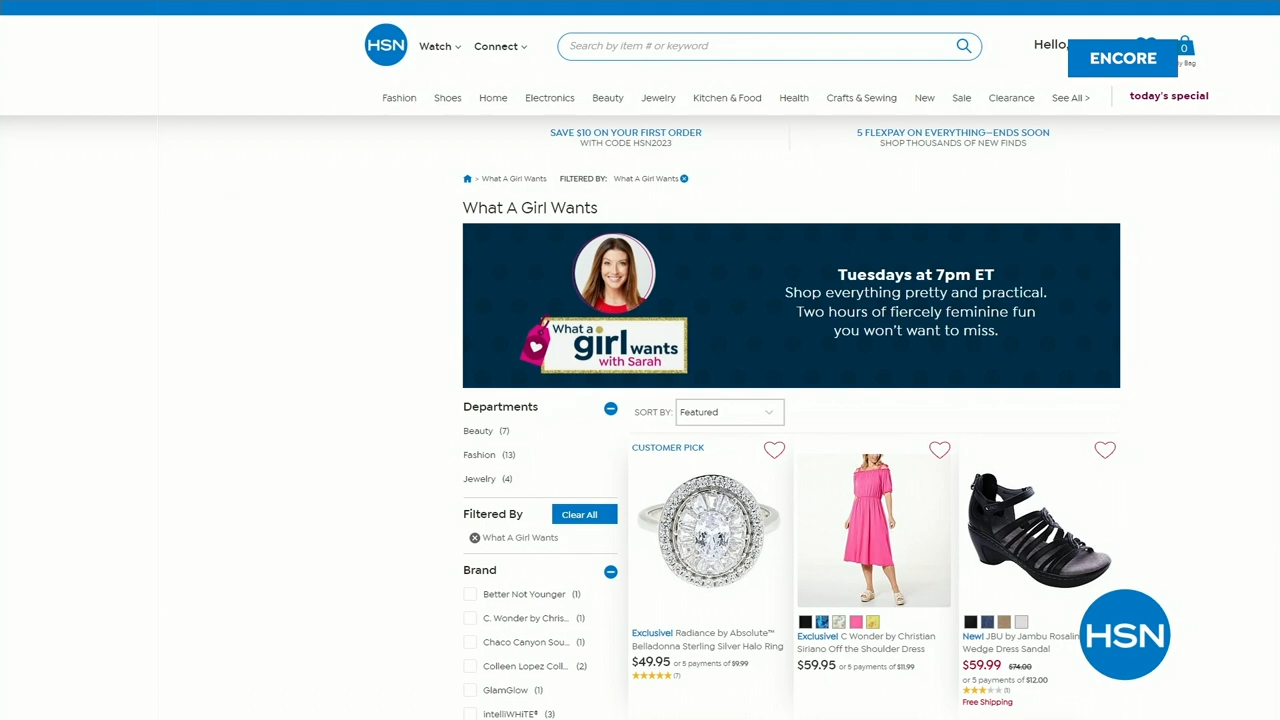 HSN
Watch
Connect
Search by item # or keyword
Hello,
ENCORE
0
Bag
Fashion
Shoes
Home
Electronics
Beauty
Jewelry
Kitchen & Food
Health
Crafts & Sewing
New
Sale
Clearance
See All >
today's special
SAVE $10 ON YOUR FIRST ORDER
WITH CODE HSN2023
5 FLEXPAY ON EVERYTHING—ENDS SOON
SHOP THOUSANDS OF NEW FINDS
> What A Girl Wants
FILTERED BY: What A Girl Wants
What A Girl Wants
What a
girl wants
with Sarah
Tuesdays at 7pm ET
Shop everything pretty and practical.
Two hours of fiercely feminine fun
you won't want to miss.
Departments
Beauty (7)
Fashion (13)
Jewelry (4)
Filtered By
Clear All
What A Girl Wants
Brand
Better Not Younger (1)
C. Wonder by Chris... (1)
Chaco Canyon Sou... (1)
Colleen Lopez Coll... (2)
GlamGlow (1)
intelliWHiTE® (3)
SORT BY: Featured
CUSTOMER PICK
Exclusive! Radiance by Absolute™
Belladonna Sterling Silver Halo Ring
$49.95 or 5 payments of $9.99
(7)
Exclusive! C Wonder by Christian
Siriano Off the Shoulder Dress
$59.95 or 5 payments of $11.99
New! JBU by Jambu Rosalin
Wedge Dress Sandal
$59.99 $74.00
or 5 payments of $12.00
Free Shipping
HSN